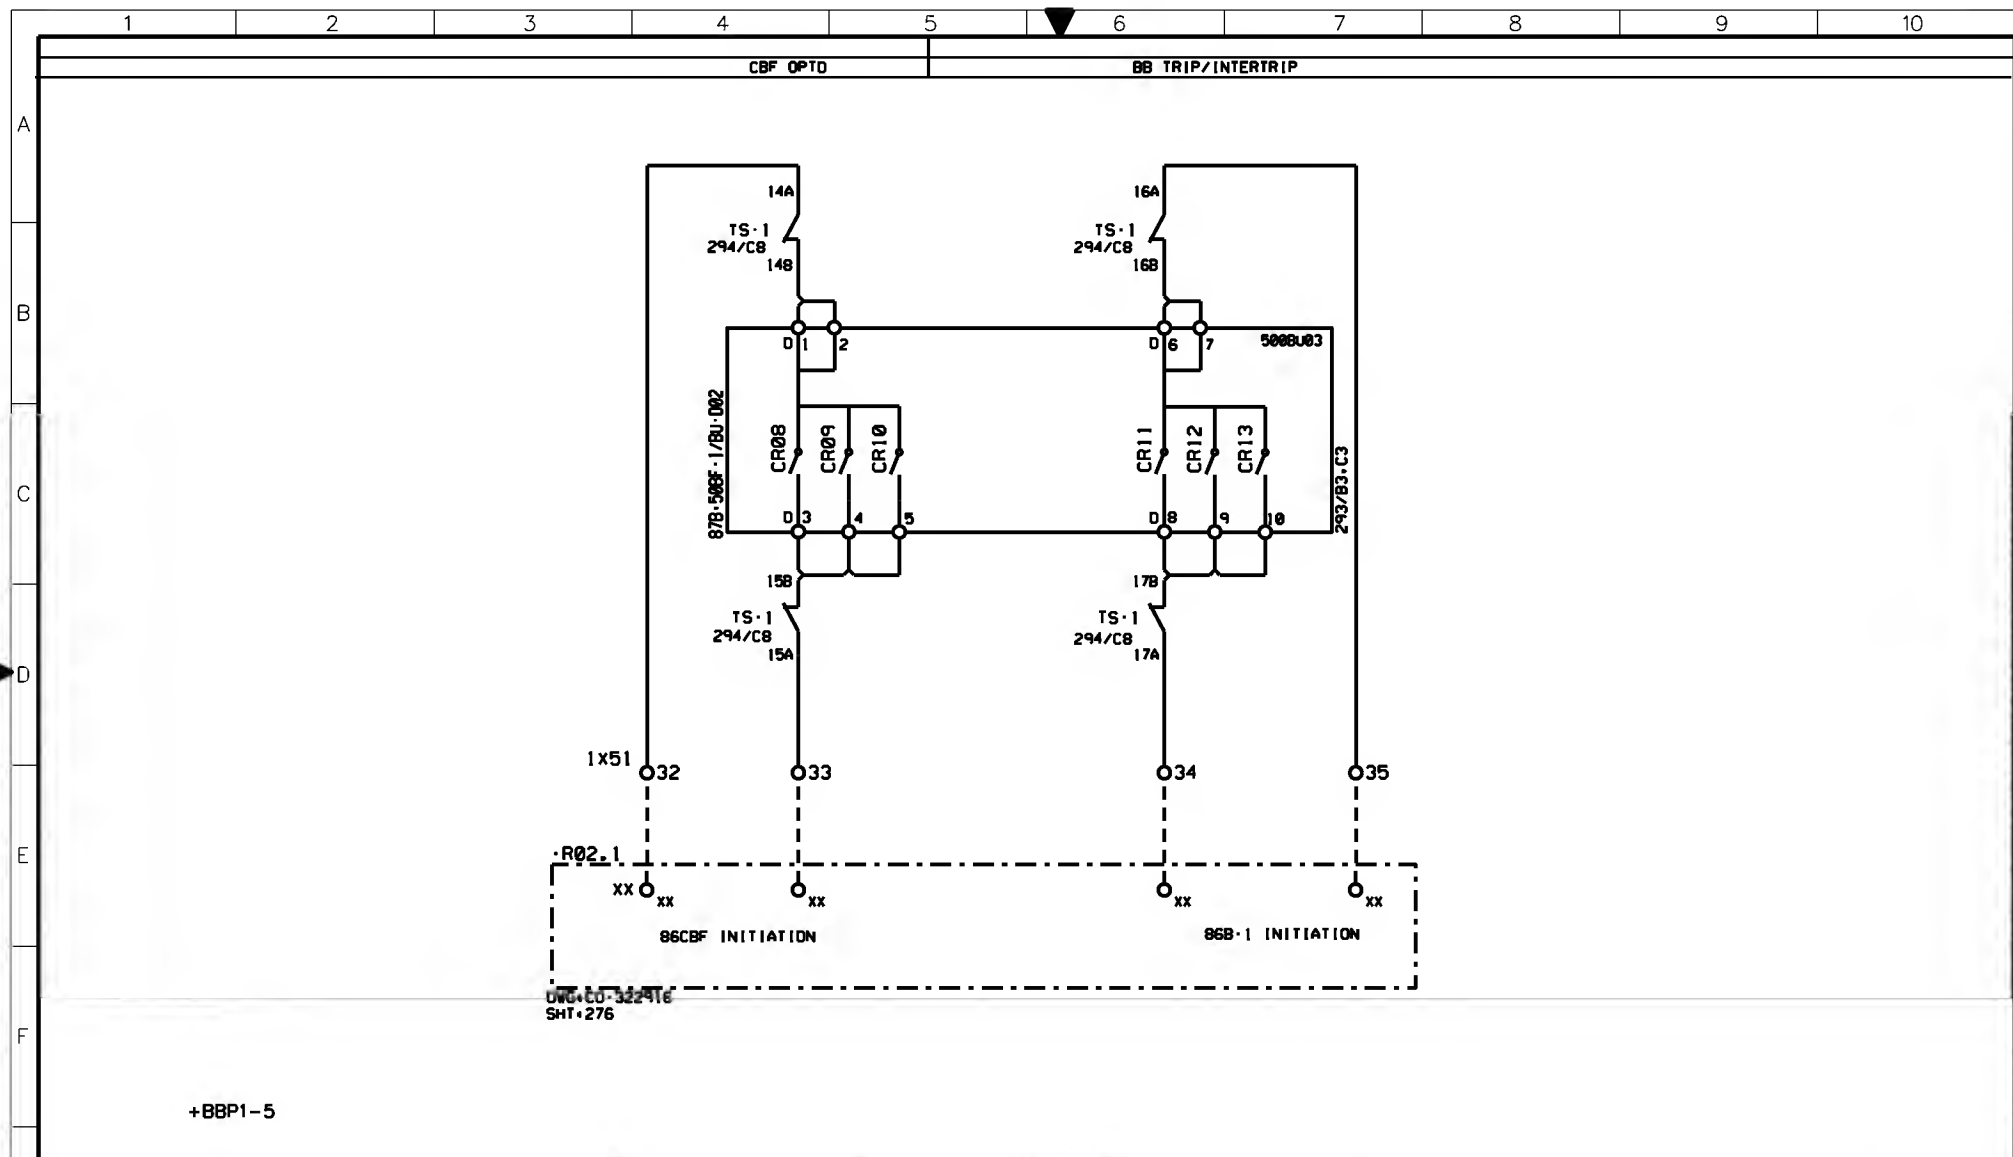 1 2 3 4 5 6 7 8 9 10
CBF OPTO BB TRIP/INTERTRIP
A
14A 16A
TS-1 TS-1
294/C8 294/C8
14B 16B
B
D 1 2 D 6 7 500BU03
87B-50BF-1/BU-D02
CR08 CR09 CR10 CR11 CR12 CR13
293/B3.C3
C
D 3 4 5 D 8 9 10
15B 17B
TS-1 TS-1
294/C8 294/C8
15A 17A
D
1X51 32 33 34 35
E
-R02.1
XX XX XX XX XX
86CBF INITIATION 86B-1 INITIATION
DWG:CO-322916
SHT:276
F
+BBP1-5